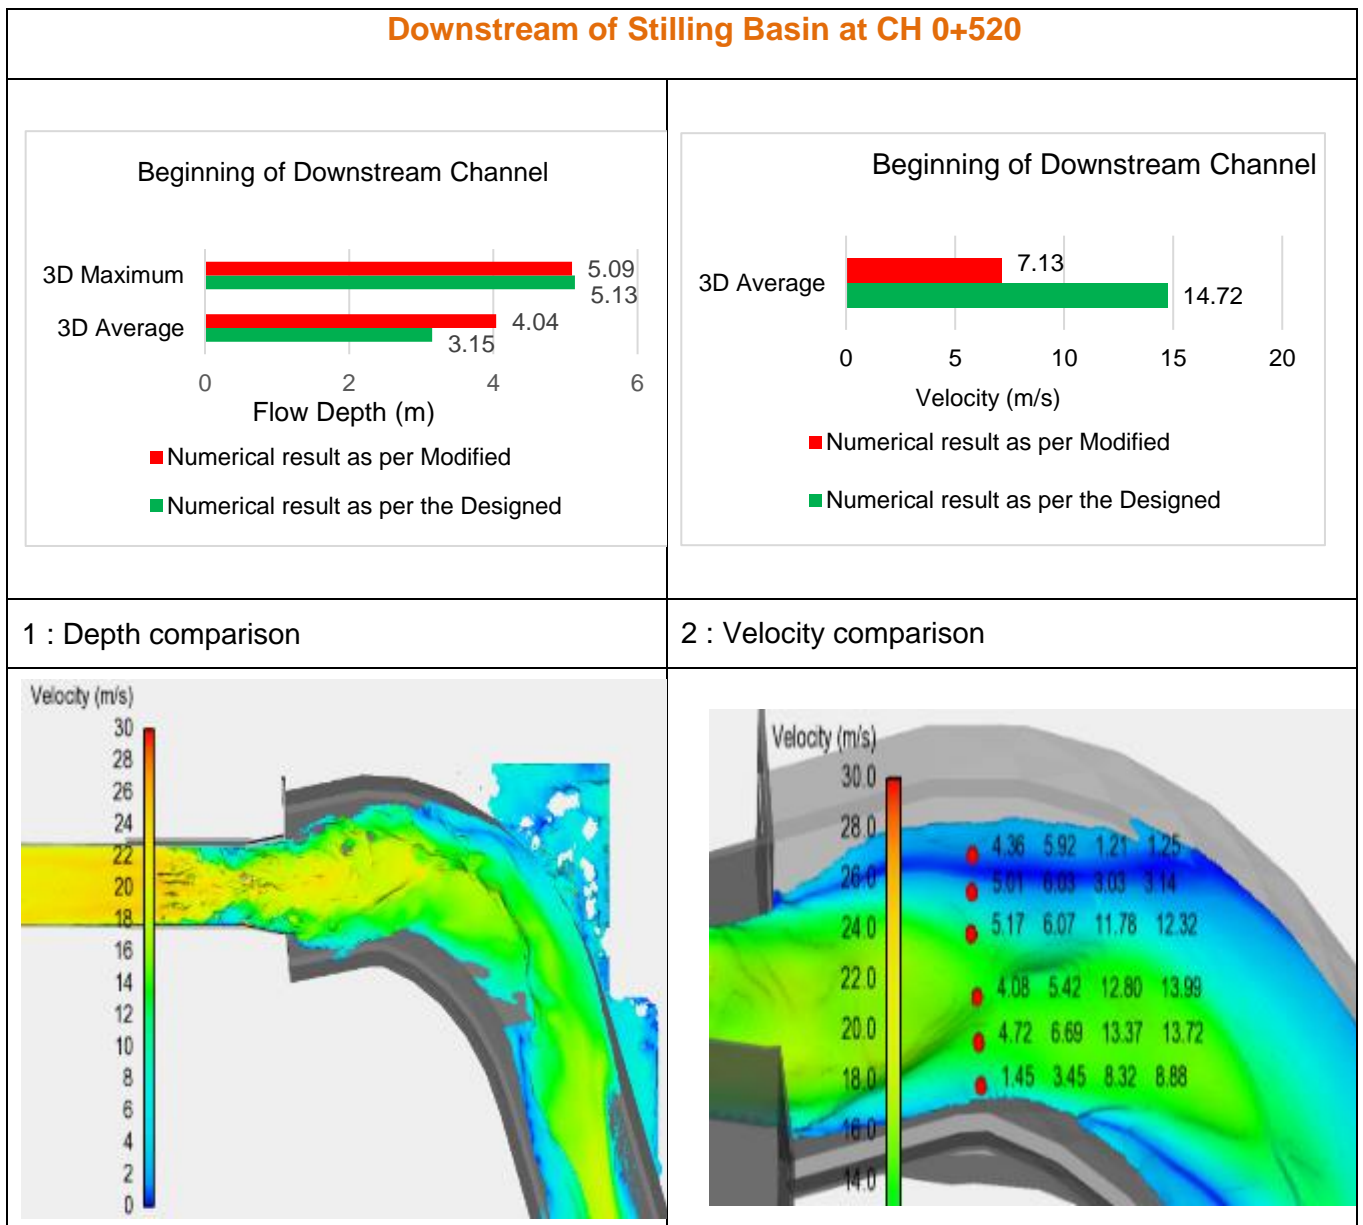 Downstream of Stilling Basin at CH 0+520
Beginning of Downstream Channel
3D Maximum
5.09
5.13
3D Average
4.04
3.15
0 2 4 6
Flow Depth (m)
Numerical result as per Modified
Numerical result as per the Designed
Beginning of Downstream Channel
3D Average
7.13
14.72
0 5 10 15 20
Velocity (m/s)
Numerical result as per Modified
Numerical result as per the Designed
1 : Depth comparison
2 : Velocity comparison
Velocity (m/s)
30
28
26
24
22
20
18
16
14
12
10
8
6
4
2
0
Velocity (m/s)
30.0
28.0
26.0
24.0
22.0
20.0
18.0
16.0
14.0
4.36 5.92 1.21 1.25
5.01 6.03 3.03 3.14
5.17 6.07 11.78 12.32
4.08 5.42 12.80 13.99
4.72 6.69 13.37 13.72
1.45 3.45 8.32 8.88